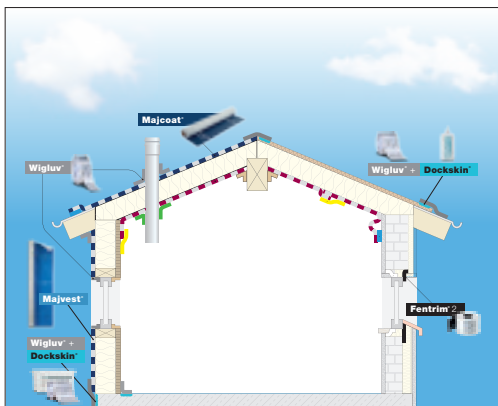 Majcoat®
Wigluv®
Wigluv® +
Dockskin®
Majvest®
Fentrim® 2
Wigluv® +
Dockskin®